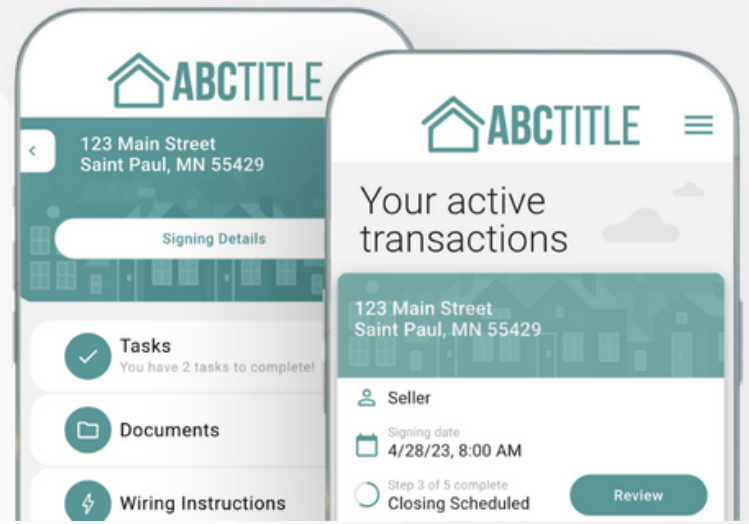 ABCTITLE
123 Main Street
Saint Paul, MN 55429
Signing Details
Tasks
You have 2 tasks to complete!
Documents
Wiring Instructions
ABCTITLE
Your active
transactions
123 Main Street
Saint Paul, MN 55429
Seller
Signing date
4/28/23, 8:00 AM
Step 3 of 5 complete
Closing Scheduled
Review